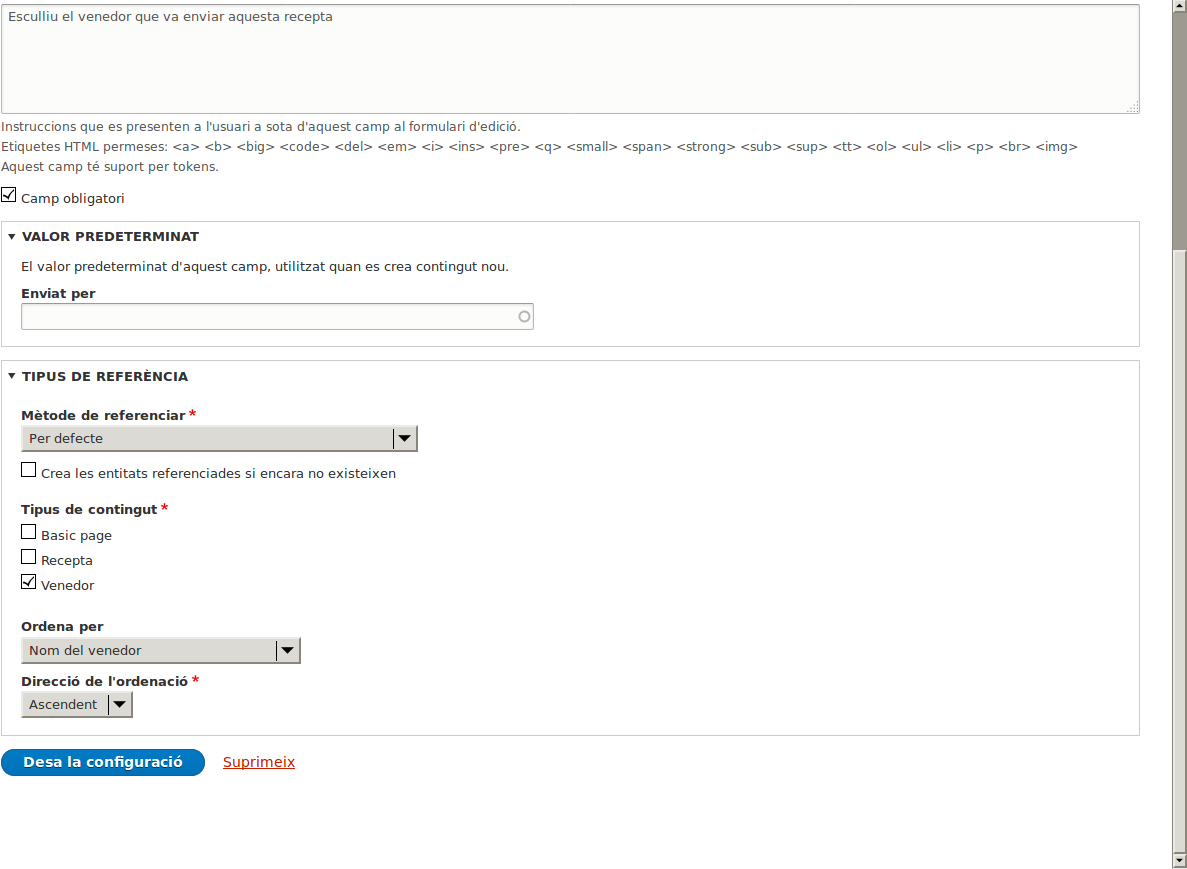 Esculliu el venedor que va enviar aquesta recepta
Instruccions que es presenten a l'usuari a sota d'aquest camp al formulari d'edició.
Etiquetes HTML permeses: <a> <b> <big> <code> <del> <em> <i> <ins> <pre> <q> <small> <span> <strong> <sub> <sup> <tt> <ol> <ul> <li> <p> <br> <img>
Aquest camp té suport per tokens.
Camp obligatori
VALOR PREDETERMINAT
El valor predeterminat d'aquest camp, utilitzat quan es crea contingut nou.
Enviat per
TIPUS DE REFERÈNCIA
Mètode de referenciar *
Per defecte
Crea les entitats referenciades si encara no existeixen
Tipus de contingut *
Basic page
Recepta
Venedor
Ordena per
Nom del venedor
Direcció de l'ordenació *
Ascendent
Desa la configuració Suprimeix